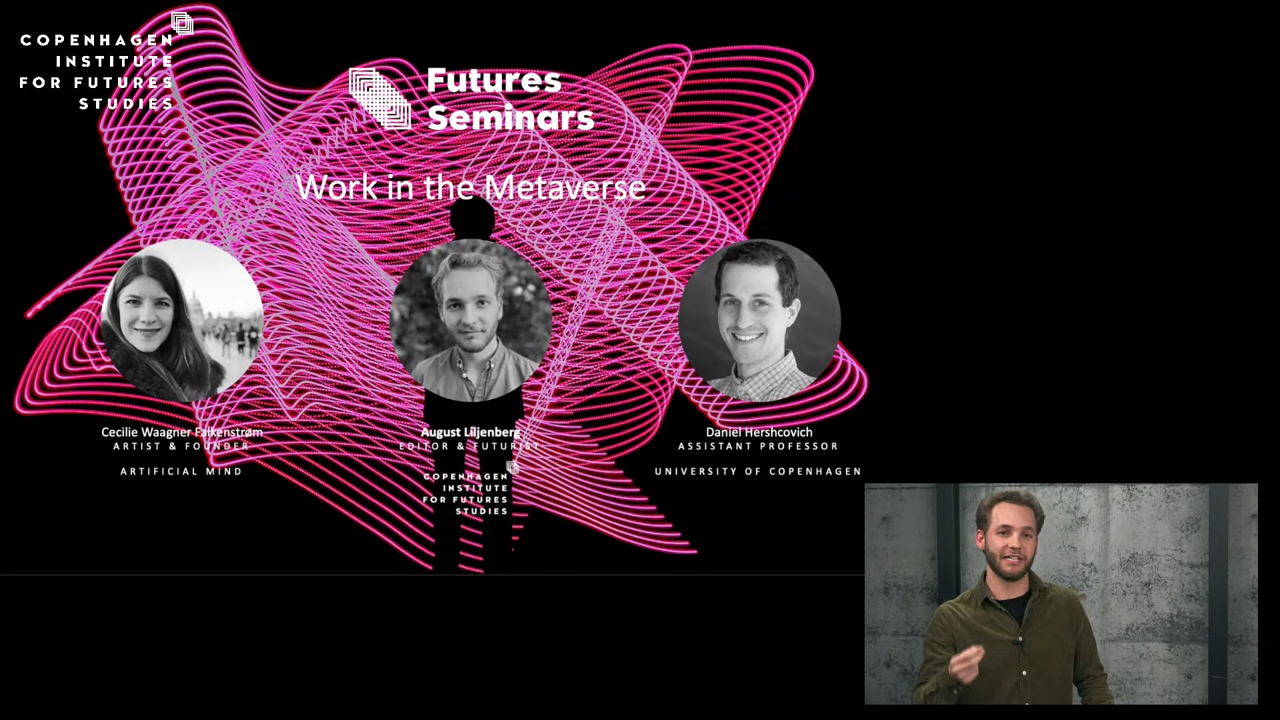 COPENHAGEN
INSTITUTE
FOR FUTURES
STUDIES
Futures
Seminars
Work in the Metaverse
Cecilie Waagner Falkenstrøm
ARTIST & FOUNDER
ARTIFICIAL MIND
August Liljenberg
EDITOR & FUTURIST
COPENHAGEN
INSTITUTE
FOR FUTURES
STUDIES
Daniel Hershcovich
ASSISTANT PROFESSOR
UNIVERSITY OF COPENHAGEN